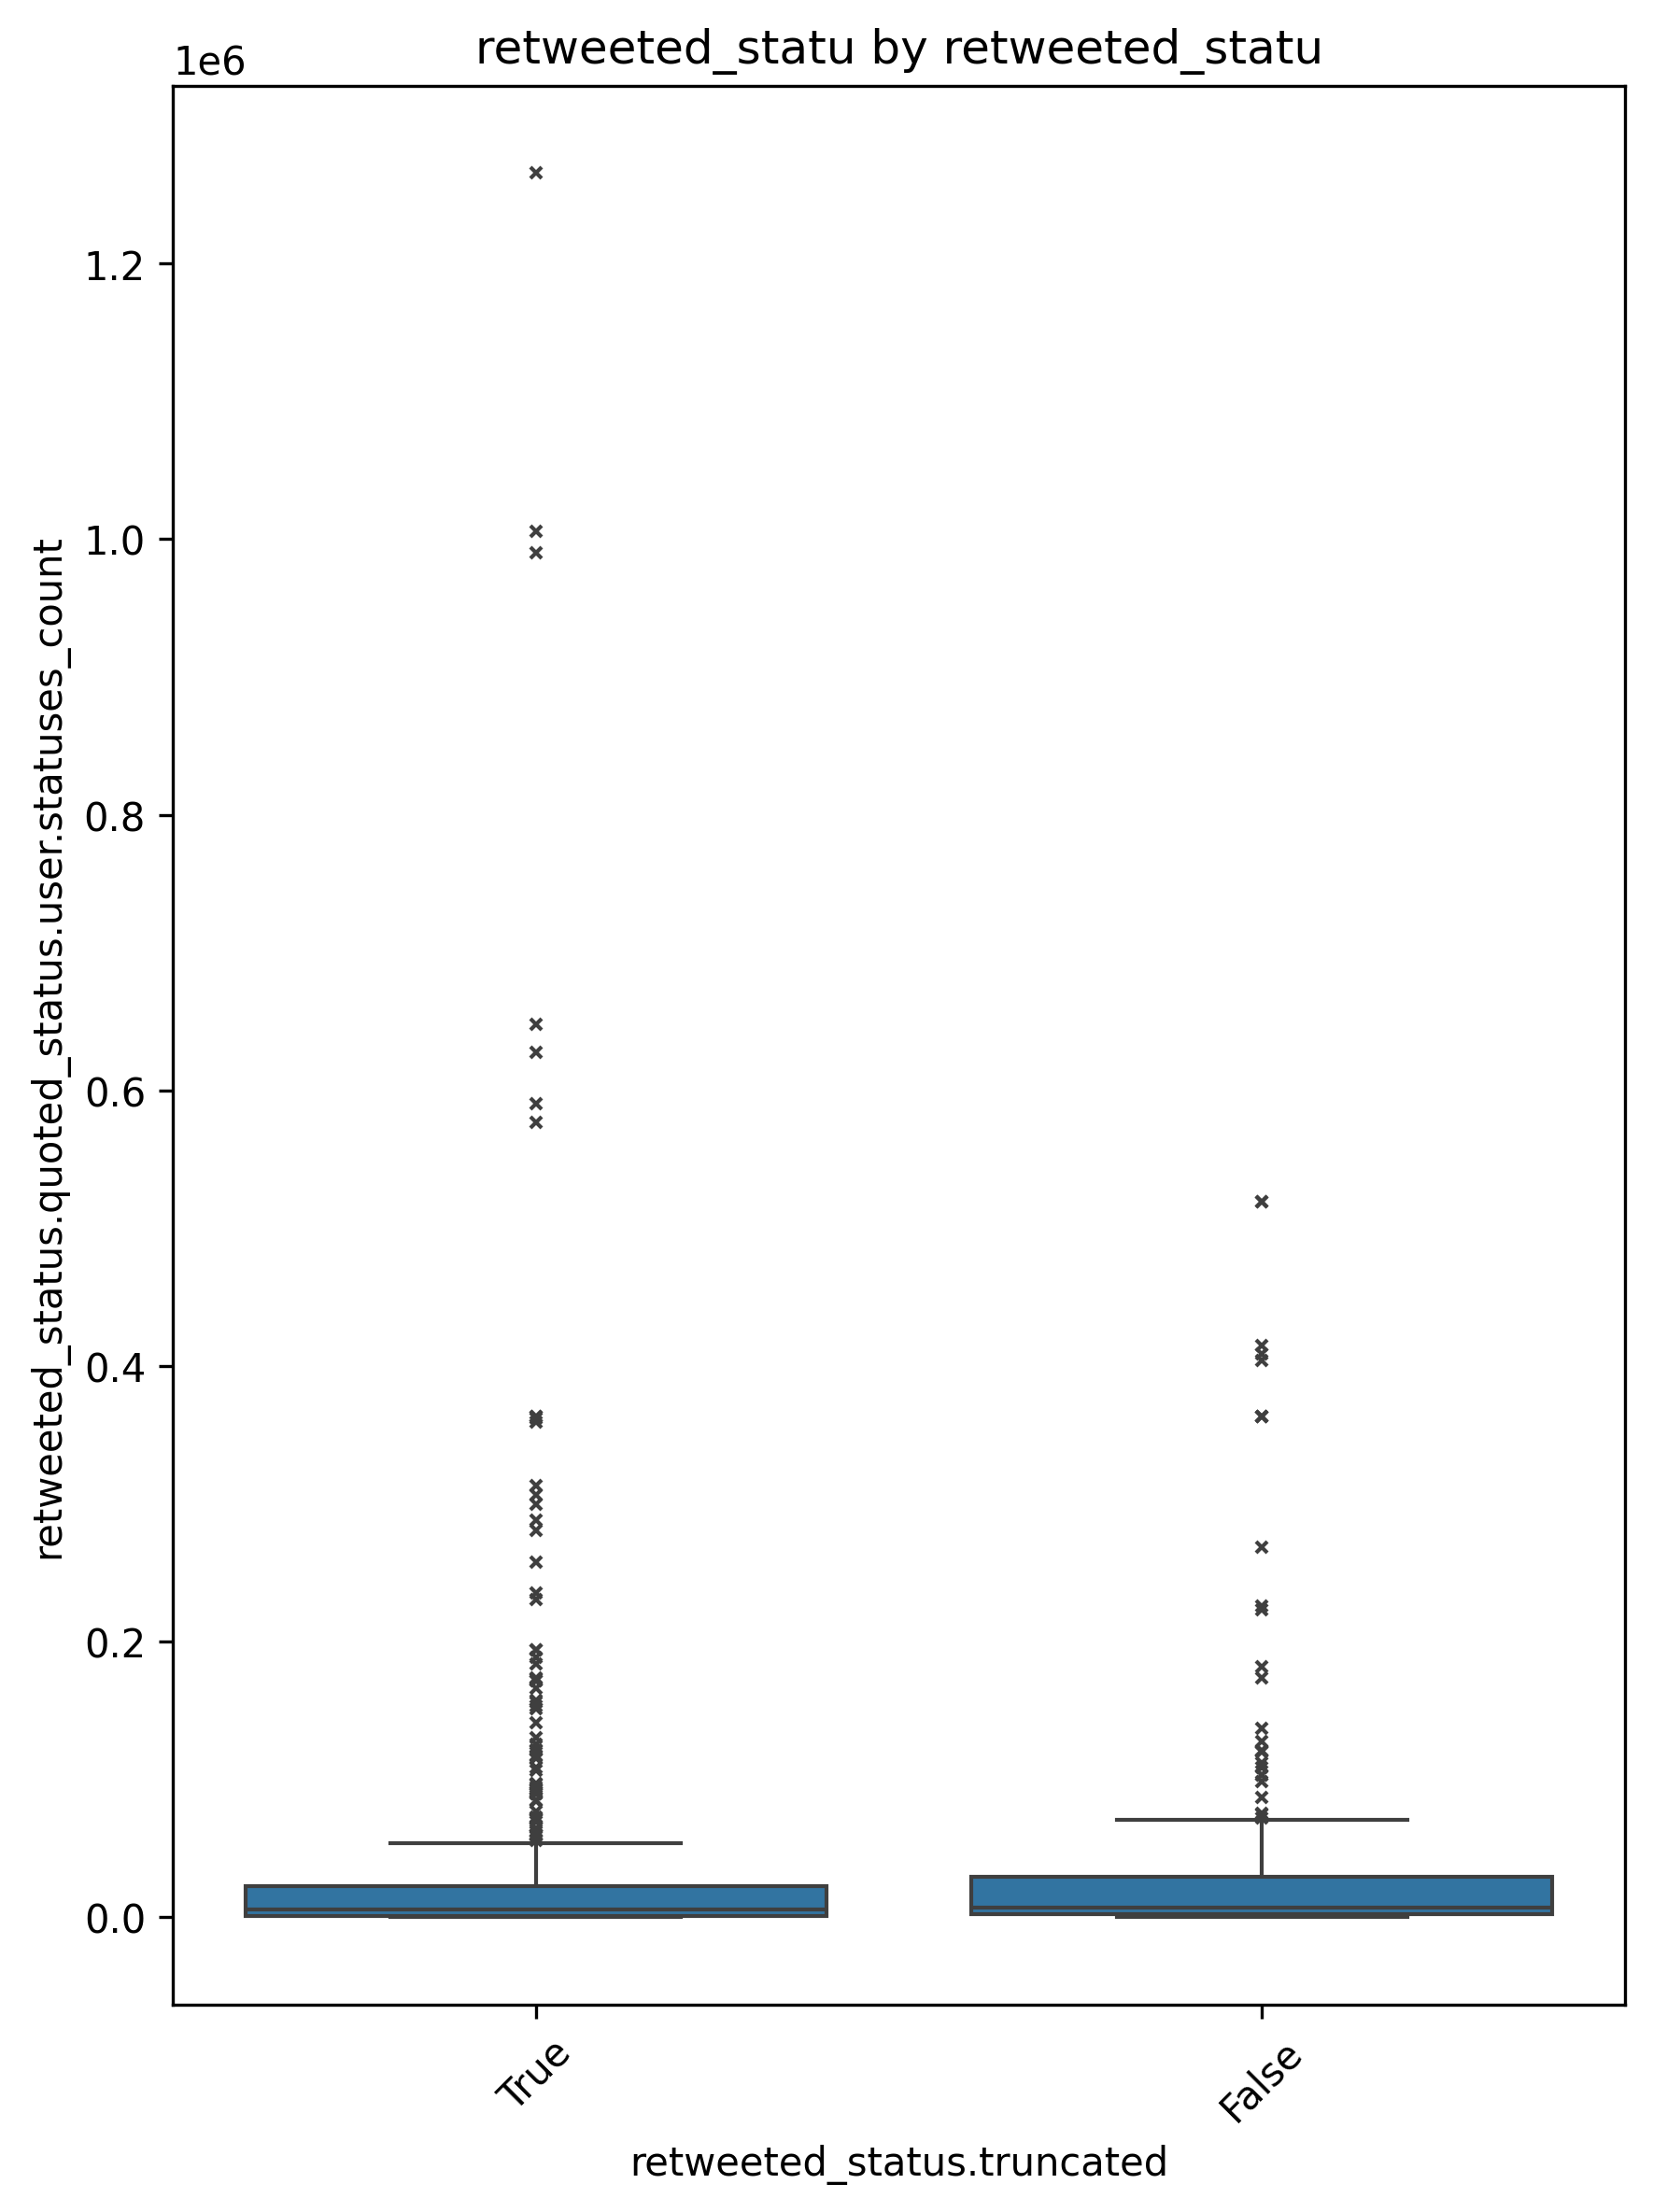 retweeted_statu by retweeted_statu
1e6
1.2
1.0
0.8
0.6
0.4
0.2
0.0
retweeted_status.quoted_status.user.statuses_count
True
False
retweeted_status.truncated